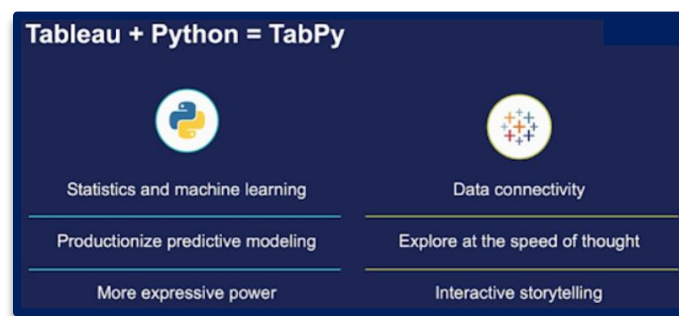 Tableau + Python = TabPy
Statistics and machine learning
Productionize predictive modeling
More expressive power
Data connectivity
Explore at the speed of thought
Interactive storytelling